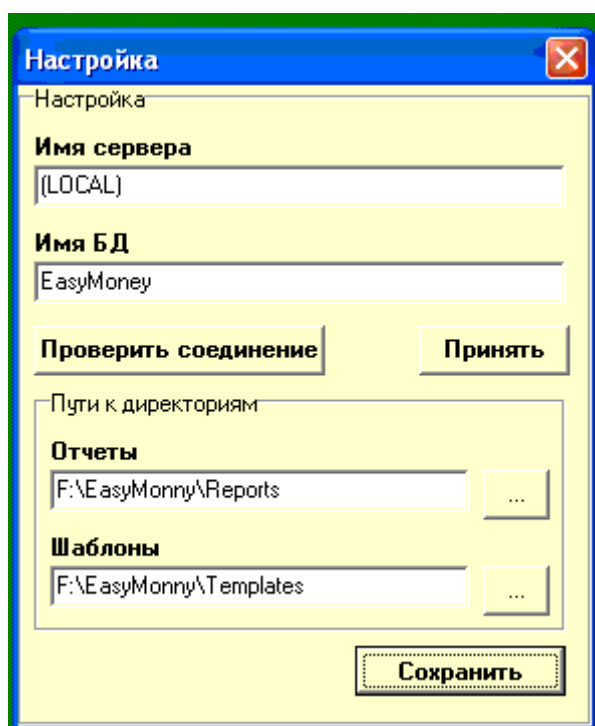 Настройка
Настройка
Имя сервера
(LOCAL)
Имя БД
EasyMoney
Проверить соединение Принять
Пути к директориям
Отчеты
F:\EasyMonny\Reports ...
Шаблоны
F:\EasyMonny\Templates ...
Сохранить